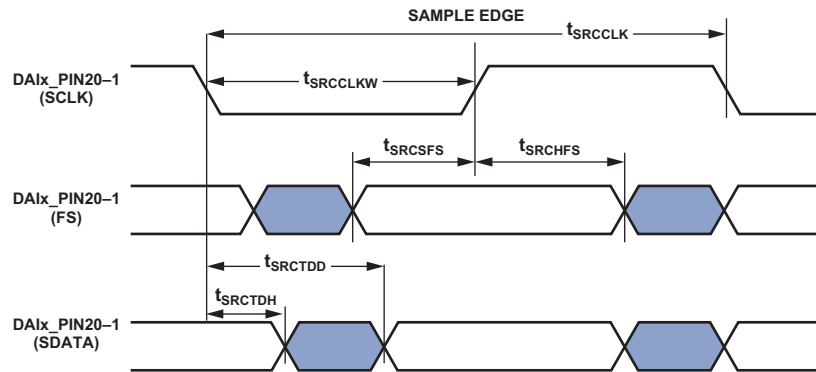 SAMPLE EDGE
tSRCCLK
DAIx_PIN20–1
(SCLK)
tSRCCLKW
tSRCSFS
tSRCHFS
DAIx_PIN20–1
(FS)
tSRCTDD
tSRCTDH
DAIx_PIN20–1
(SDATA)